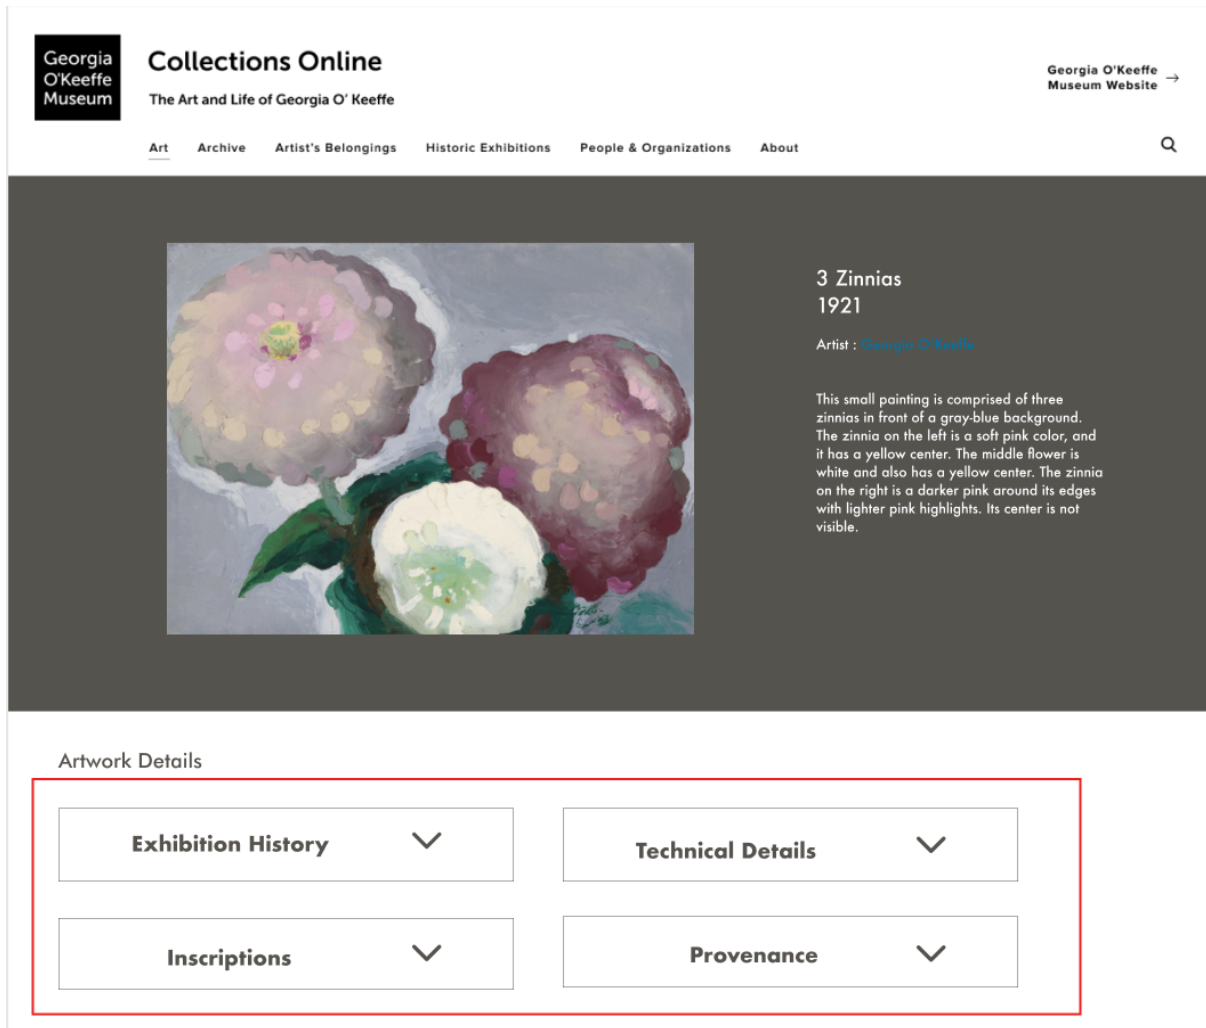 Georgia
O'Keeffe
Museum
Collections Online
The Art and Life of Georgia O' Keeffe
Georgia O'Keeffe
Museum Website →
Art Archive Artist's Belongings Historic Exhibitions People & Organizations About
3 Zinnias
1921
Artist : Georgia O'Keeffe
This small painting is comprised of three
zinnias in front of a gray-blue background.
The zinnia on the left is a soft pink color, and
it has a yellow center. The middle flower is
white and also has a yellow center. The zinnia
on the right is a darker pink around its edges
with lighter pink highlights. Its center is not
visible.
Artwork Details
Exhibition History
Technical Details
Inscriptions
Provenance